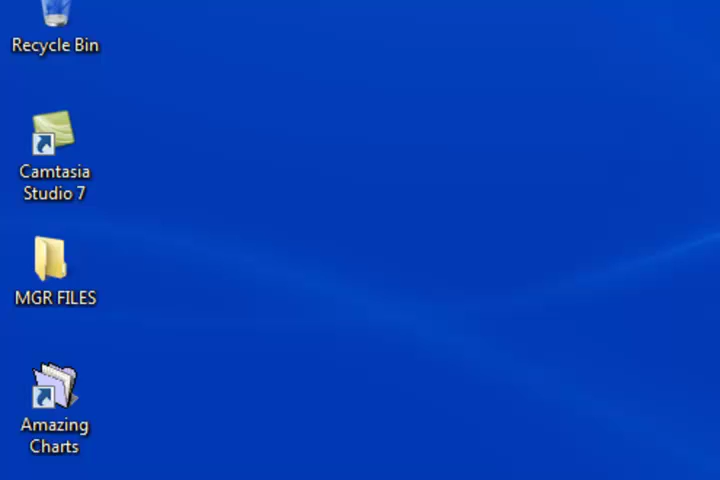 Recycle Bin
Camtasia
Studio 7
MGR FILES
Amazing
Charts